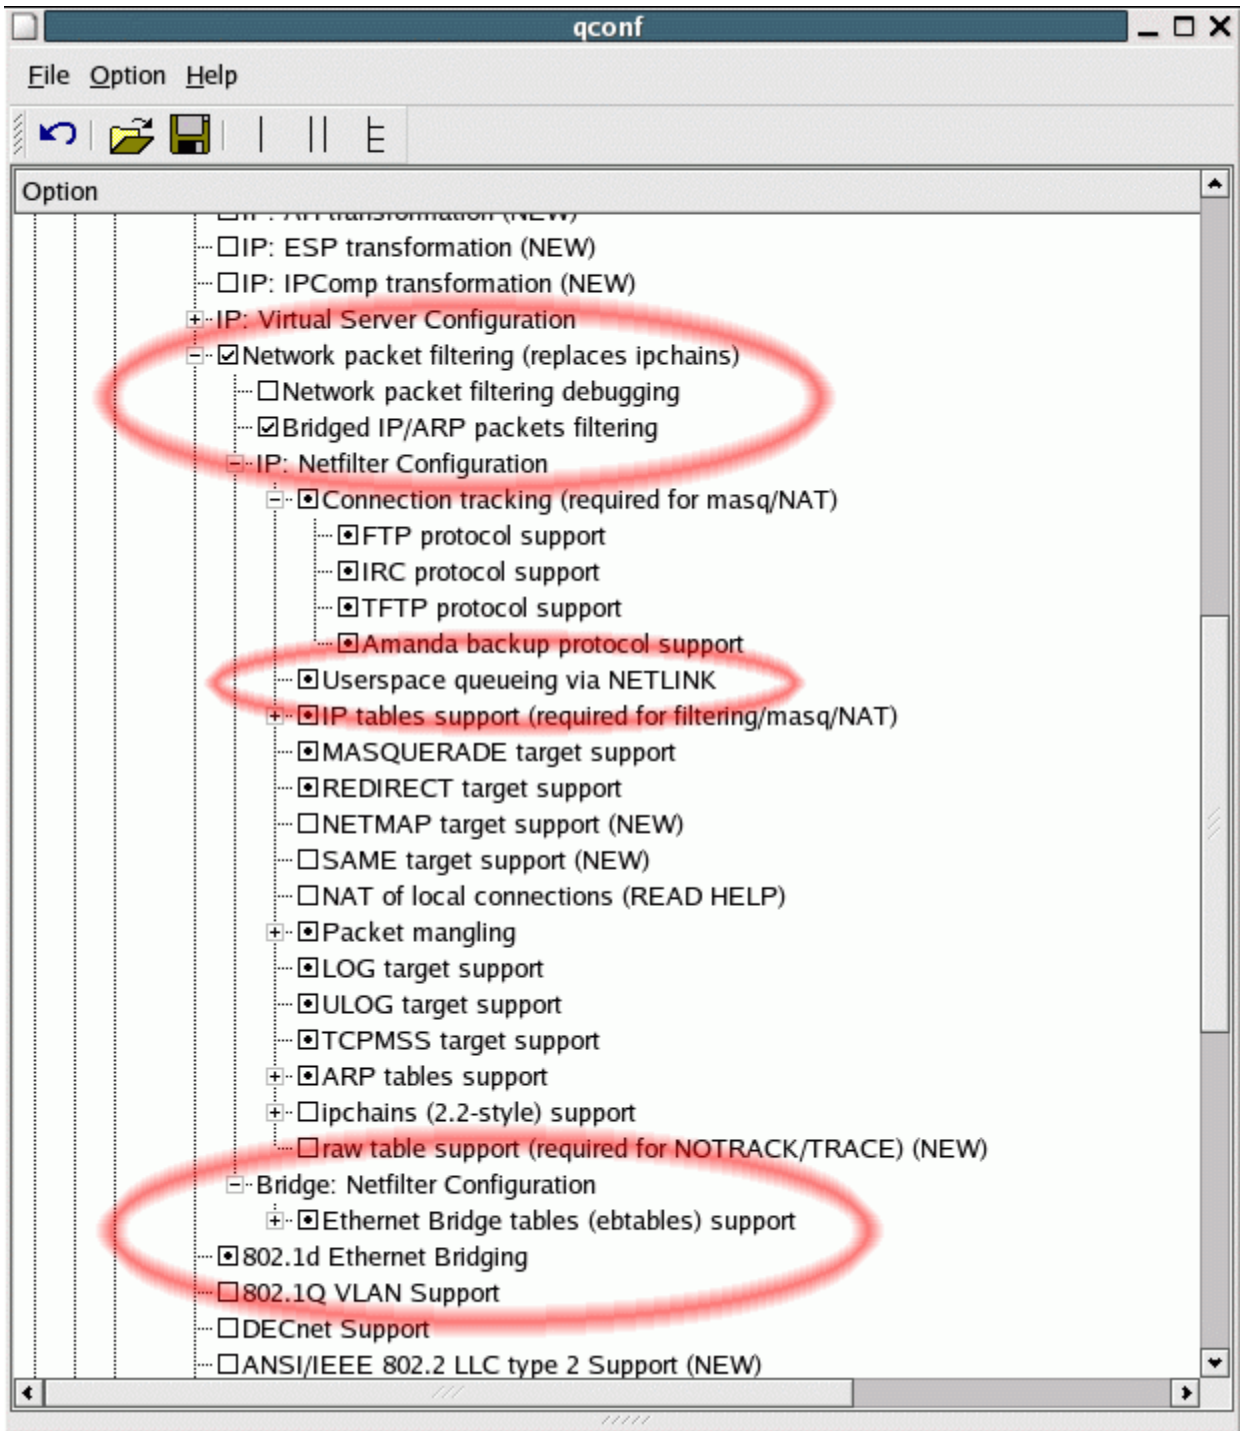 qconf
File Option Help
Option
IP: AH transformation (NEW)
IP: ESP transformation (NEW)
IP: IPComp transformation (NEW)
IP: Virtual Server Configuration
Network packet filtering (replaces ipchains)
Network packet filtering debugging
Bridged IP/ARP packets filtering
IP: Netfilter Configuration
Connection tracking (required for masq/NAT)
FTP protocol support
IRC protocol support
TFTP protocol support
Amanda backup protocol support
Userspace queueing via NETLINK
IP tables support (required for filtering/masq/NAT)
MASQUERADE target support
REDIRECT target support
NETMAP target support (NEW)
SAME target support (NEW)
NAT of local connections (READ HELP)
Packet mangling
LOG target support
ULOG target support
TCPMSS target support
ARP tables support
ipchains (2.2-style) support
raw table support (required for NOTRACK/TRACE) (NEW)
Bridge: Netfilter Configuration
Ethernet Bridge tables (ebtables) support
802.1d Ethernet Bridging
802.1Q VLAN Support
DECnet Support
ANSI/IEEE 802.2 LLC type 2 Support (NEW)